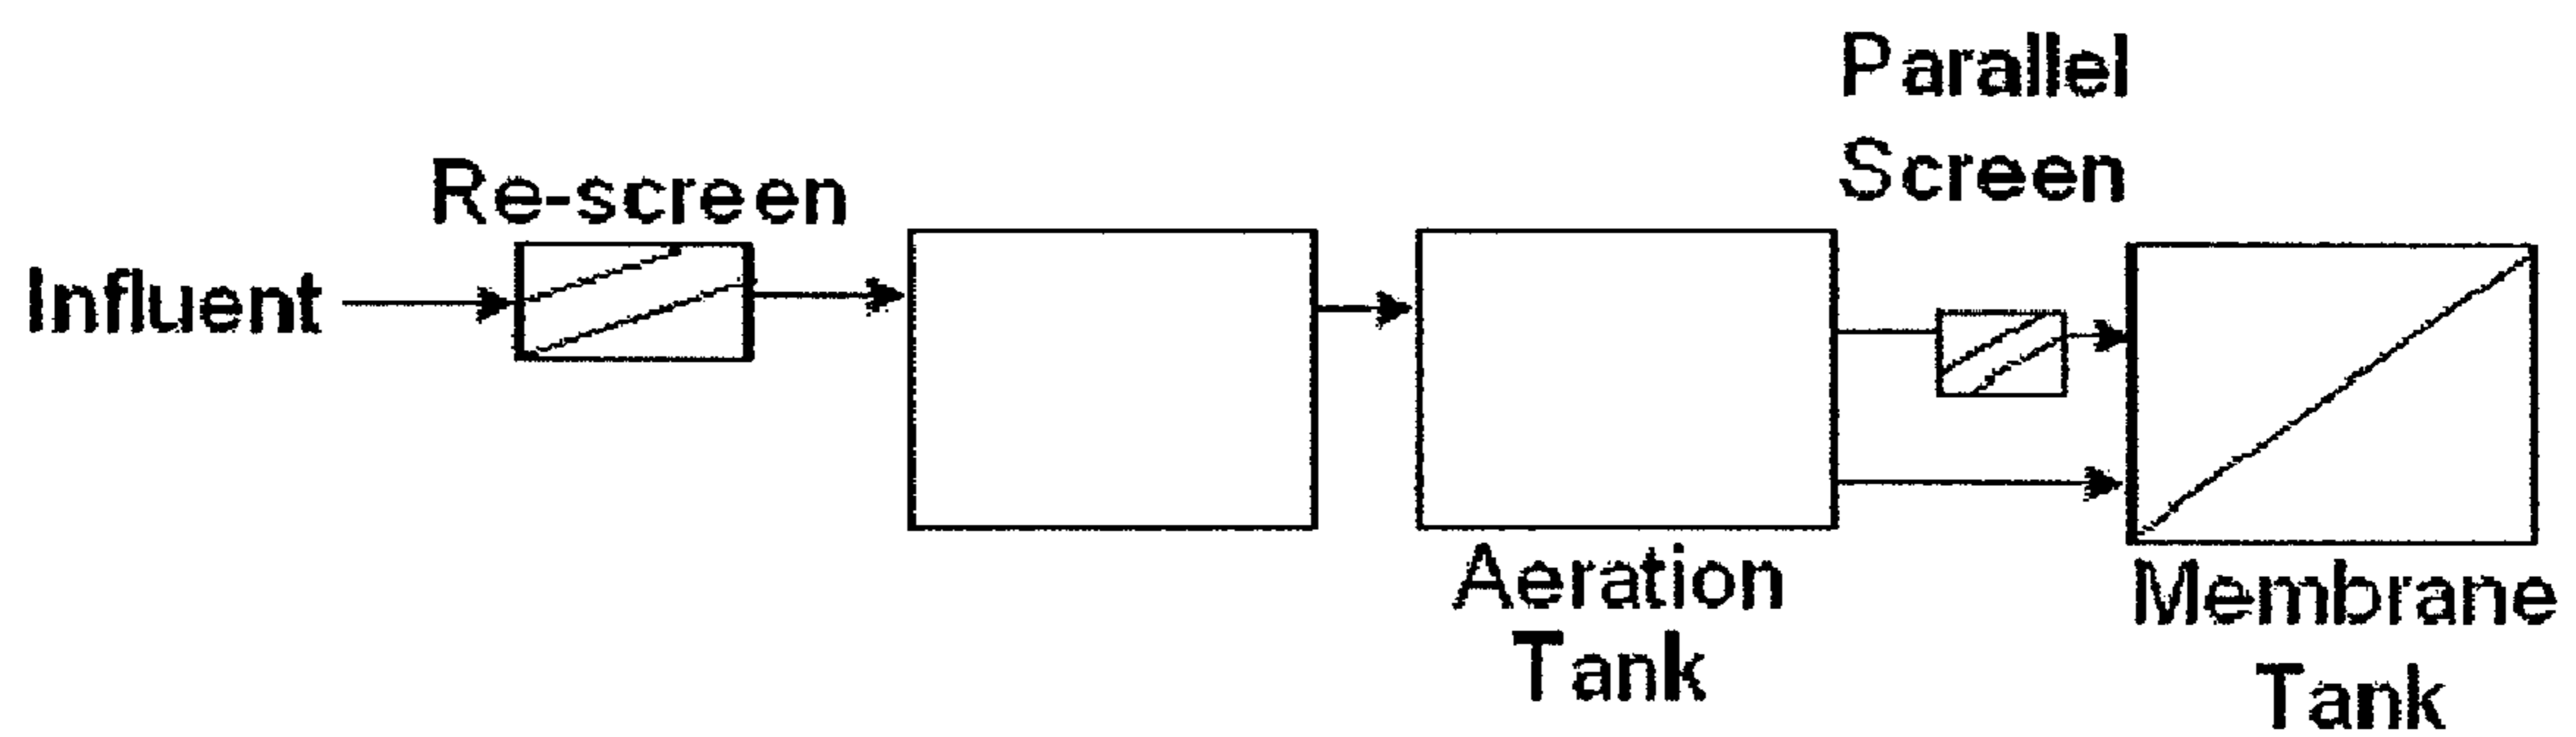 Influent
Re-screen
Parallel
Screen
Aeration
Tank
Membrane
Tank